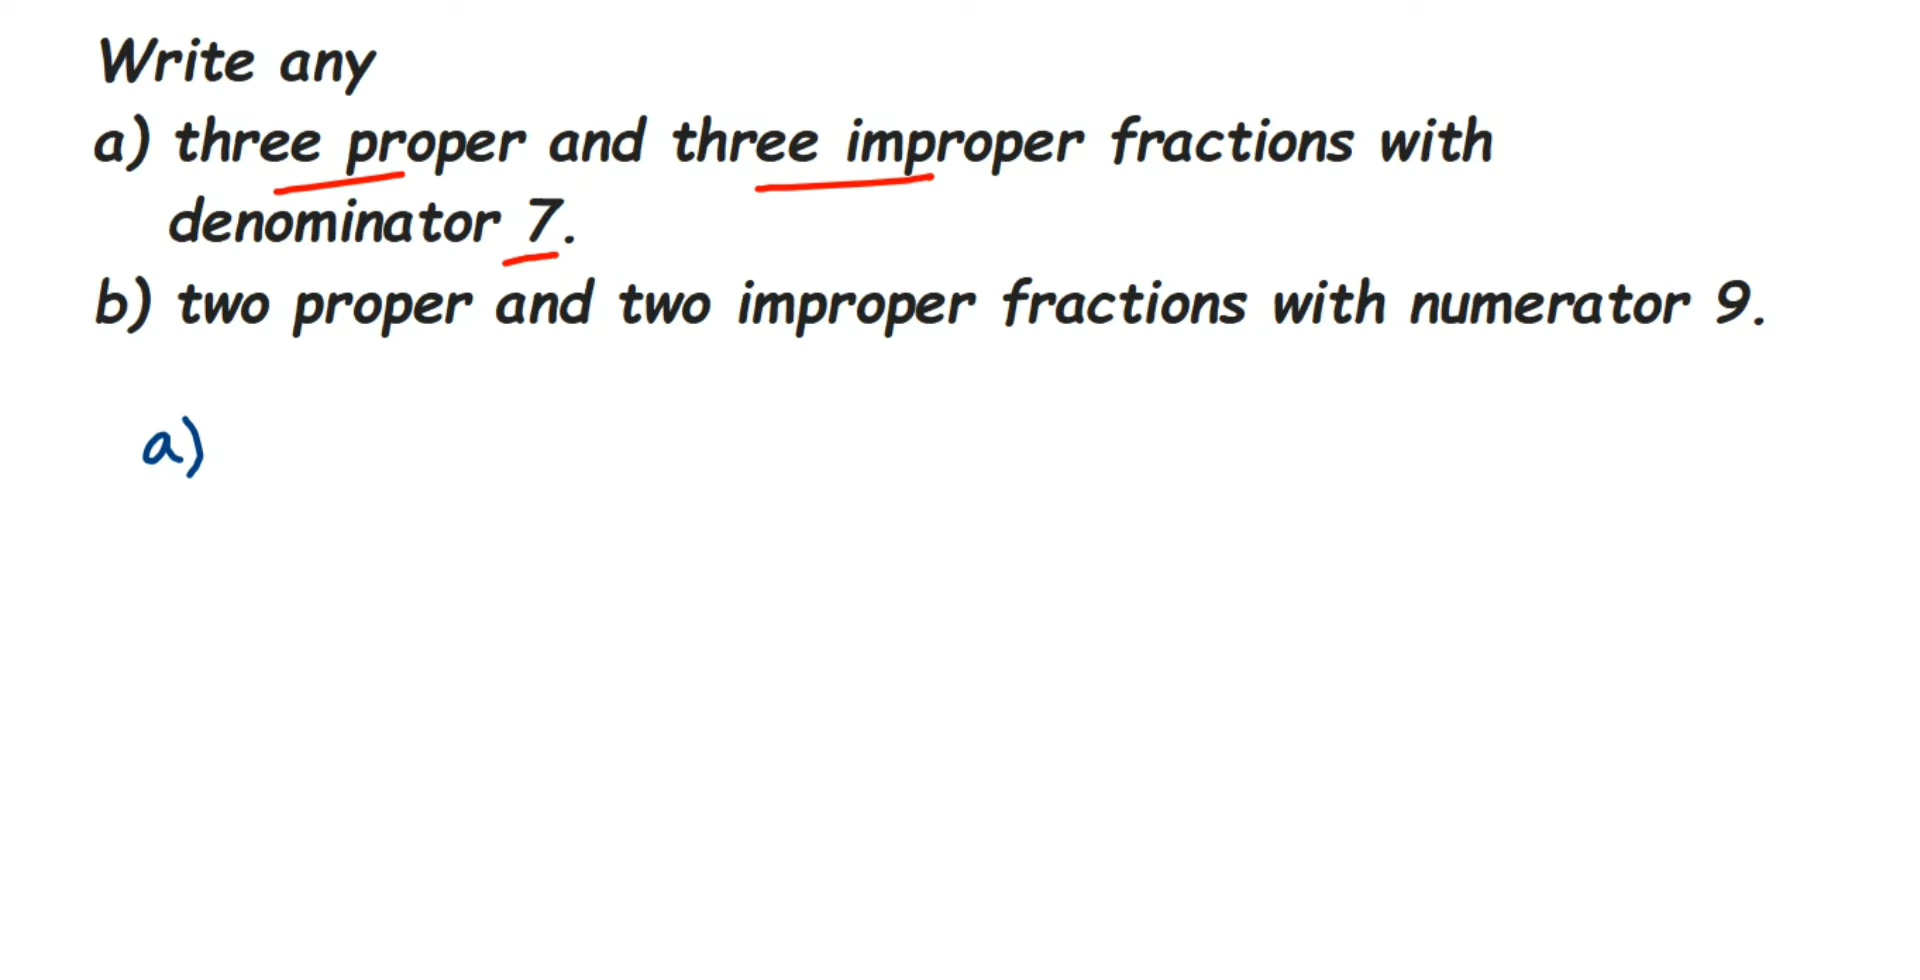 Write any
a) three proper and three improper fractions with
denominator 7.
b) two proper and two improper fractions with numerator 9.
a)